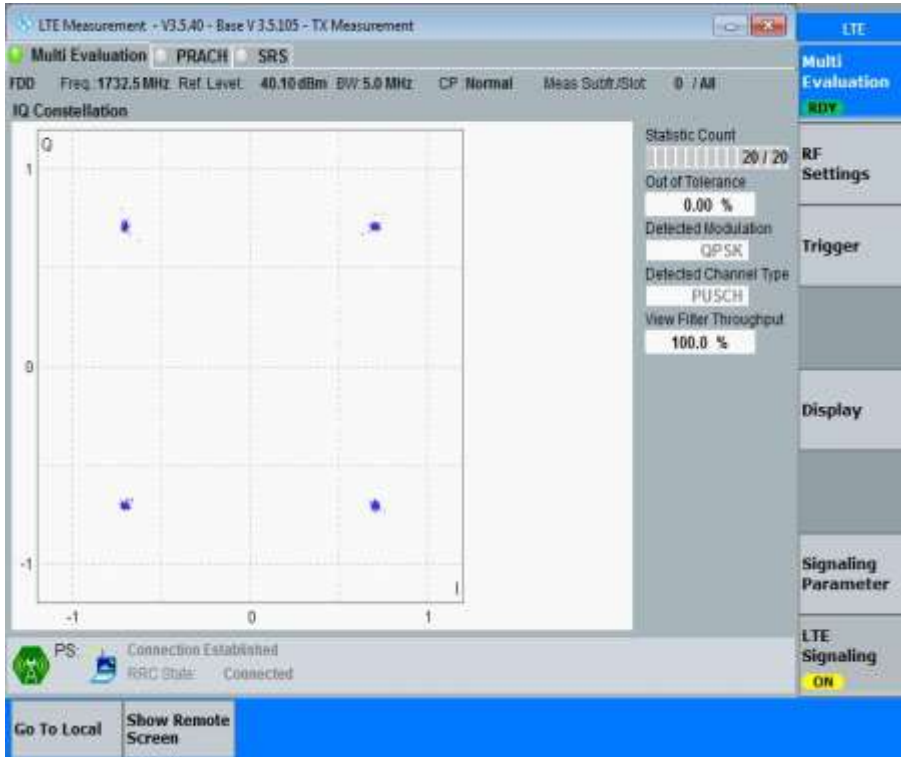 LTE Measurement - V3.5.40 - Base V 3.5.105 - TX Measurement
Multi Evaluation PRACH SRS
FDD Freq.: 1732.5 MHz Ref. Level: 40.10 dBm BW: 5.0 MHz CP: Normal Meas Subfr./Slot: 0 / All
IQ Constellation
Q
1
0
-1
I
-1 0 1
Statistic Count
20 / 20
Out of Tolerance
0.00 %
Detected Modulation
QPSK
Detected Channel Type
PUSCH
View Filter Throughput
100.0 %
PS:
Connection Established
RRC State: Connected
LTE
Multi
Evaluation
RDY
RF
Settings
Trigger
Display
Signaling
Parameter
LTE
Signaling
ON
Go To Local
Show Remote
Screen